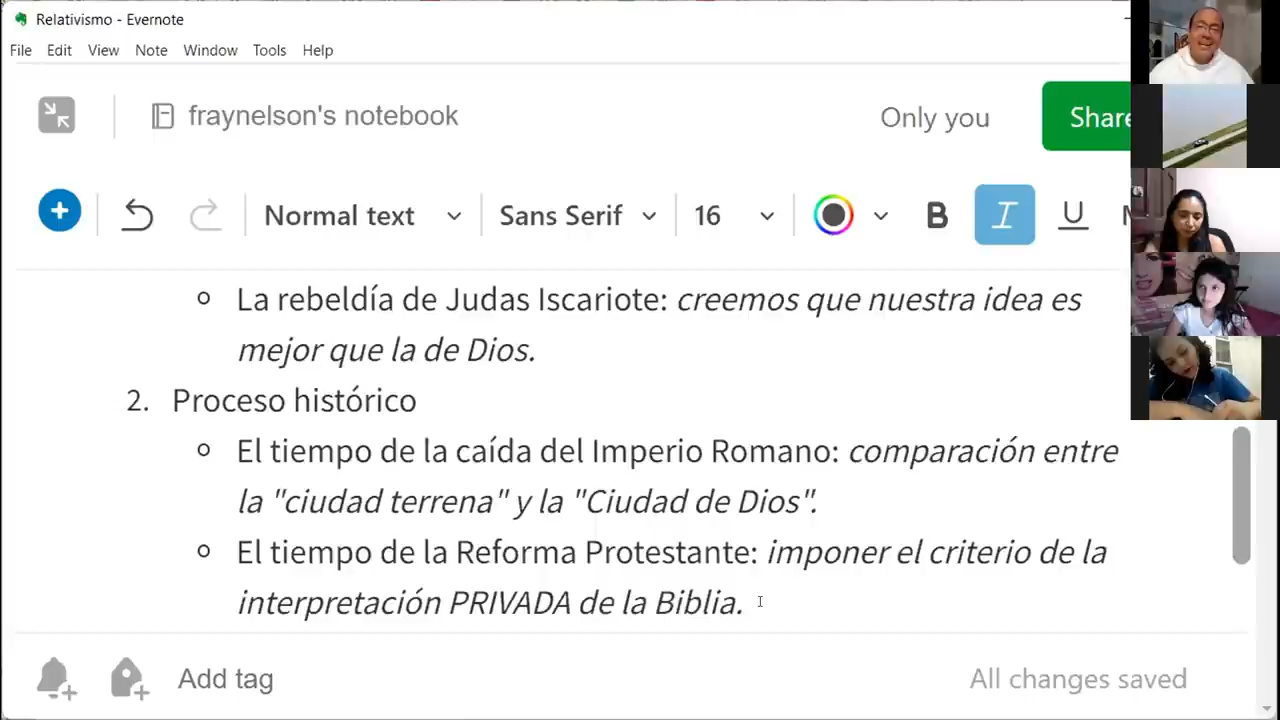 Relativismo - Evernote
File Edit View Note Window Tools Help
fraynelson's notebook Only you Share
Normal text Sans Serif 16 B I U
La rebeldía de Judas Iscariote: creemos que nuestra idea es
mejor que la de Dios.
2. Proceso histórico
El tiempo de la caída del Imperio Romano: comparación entre
la "ciudad terrena" y la "Ciudad de Dios".
El tiempo de la Reforma Protestante: imponer el criterio de la
interpretación PRIVADA de la Biblia.
Add tag All changes saved